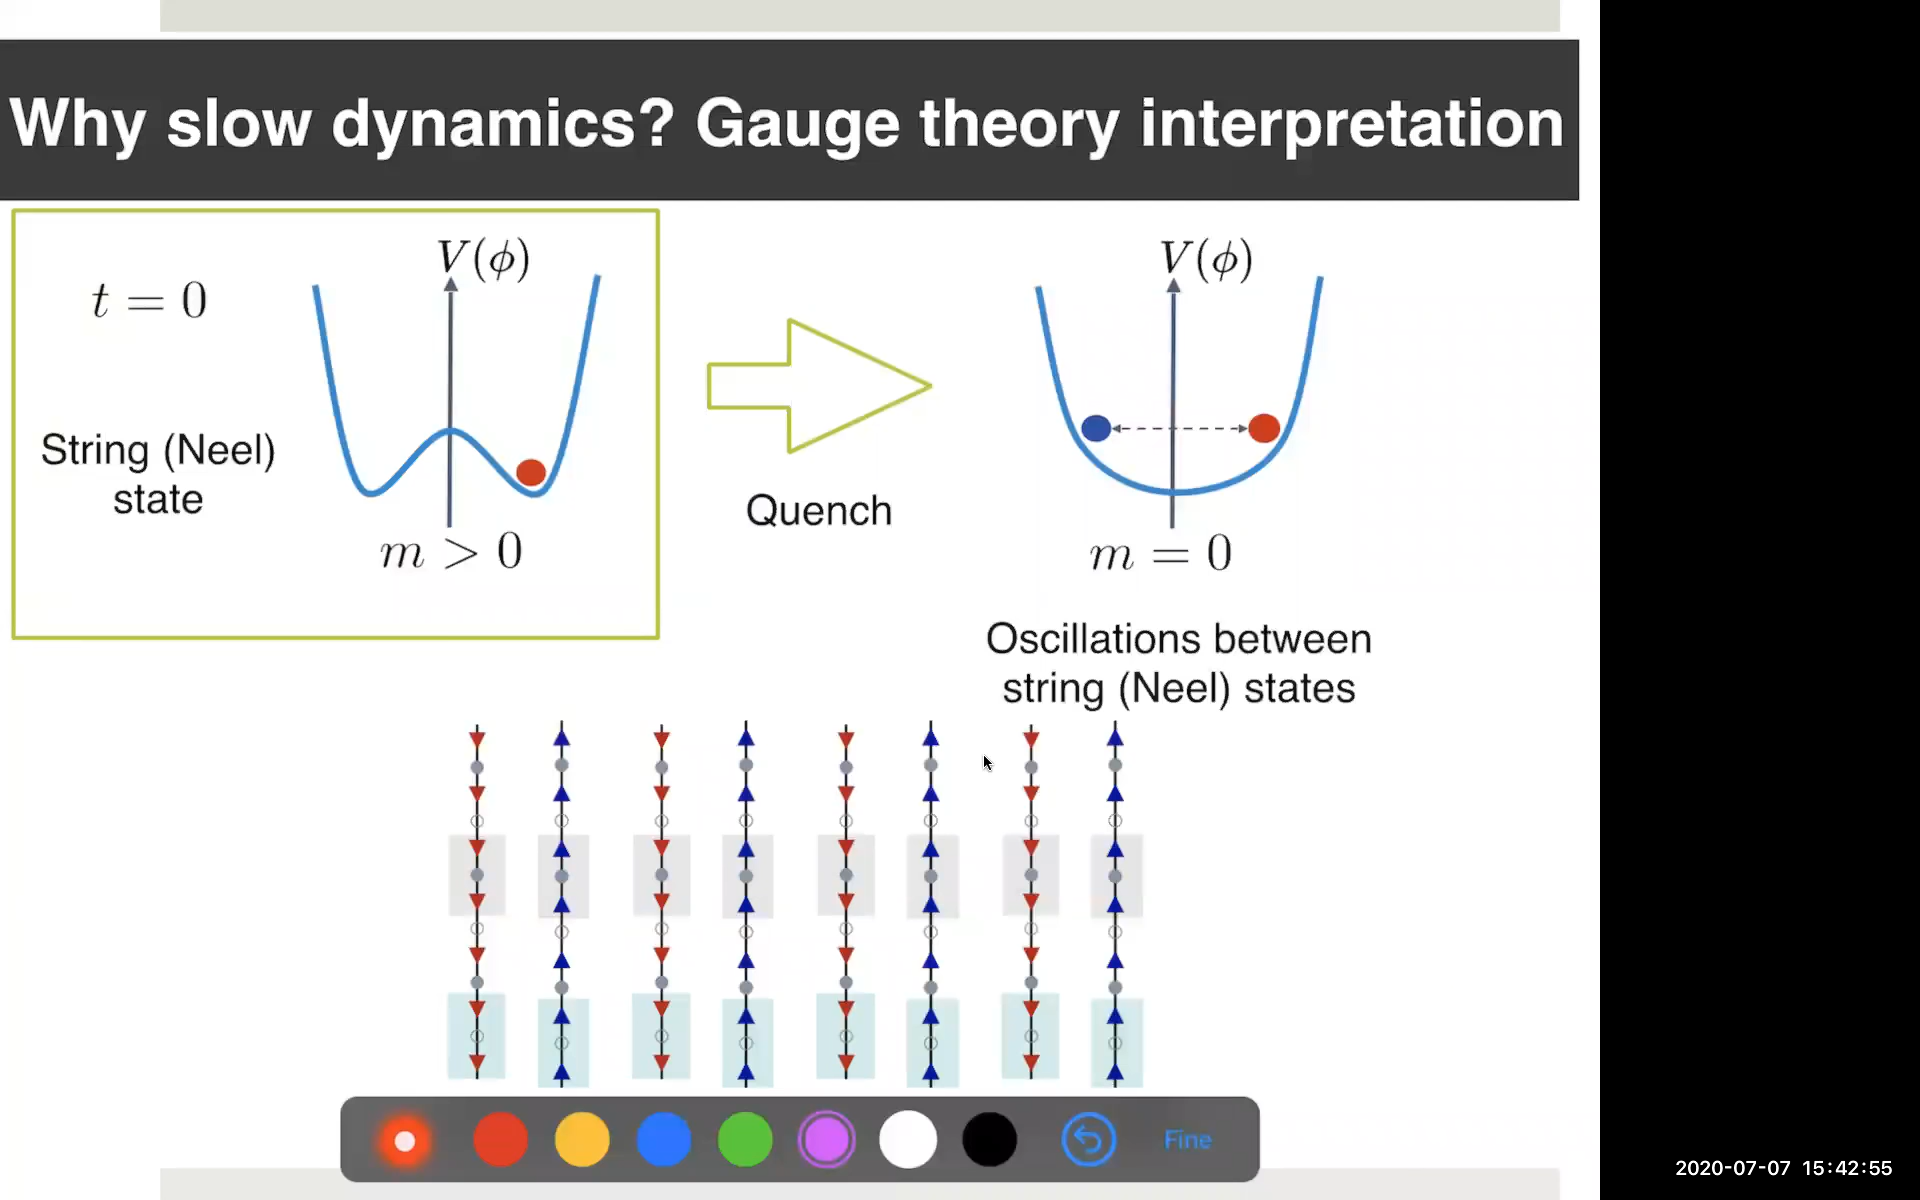 Why slow dynamics? Gauge theory interpretation
V(ϕ)
t = 0
String (Neel)
state
m > 0
Quench
V(ϕ)
m = 0
Oscillations between
string (Neel) states
Fine
2020-07-07 15:42:55